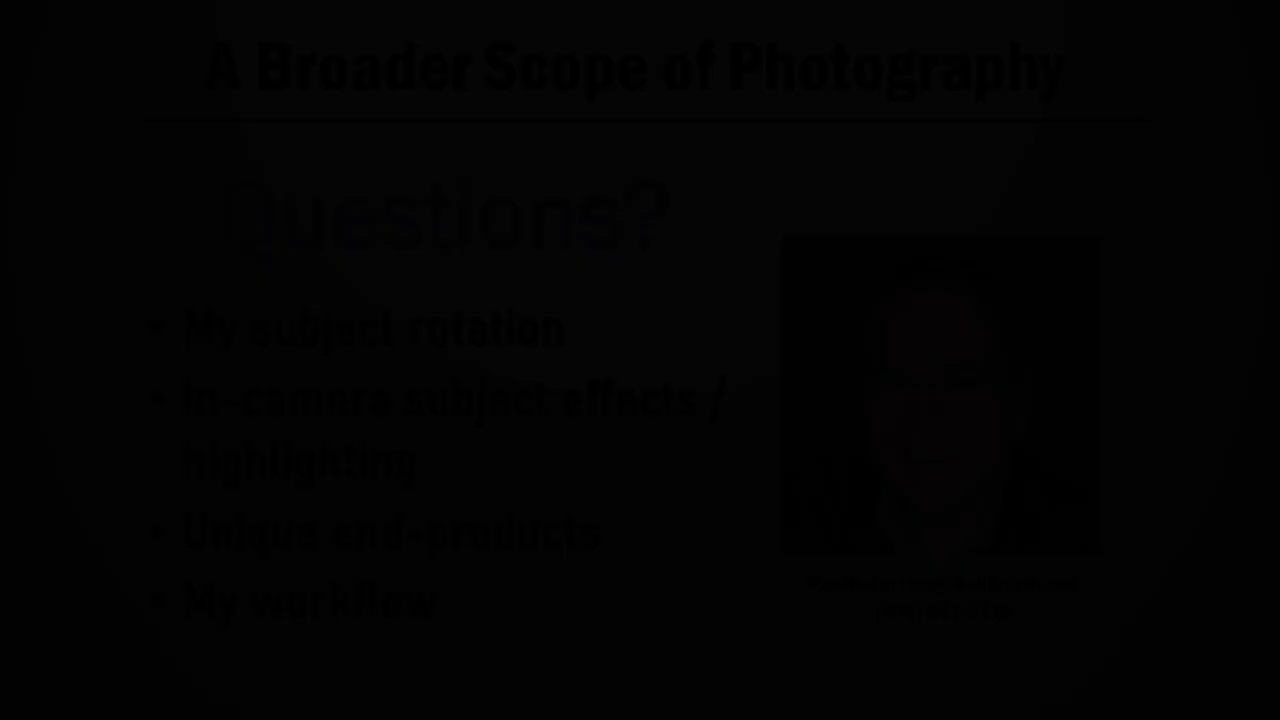 A Broader Scope of Photography
Questions?
• My subject rotation
• In-camera subject effects /
highlighting
• Unique end-products
• My workflow